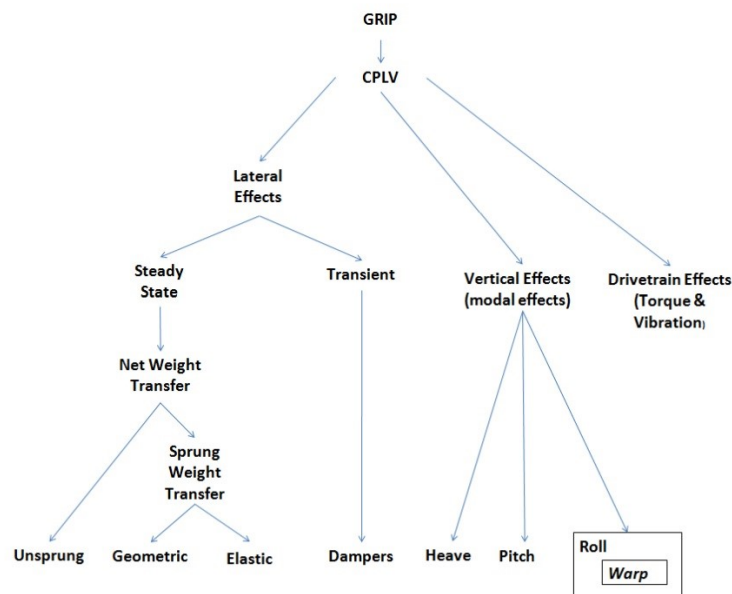 GRIP
CPLV
Lateral
Effects
Steady
State
Transient
Vertical Effects
(modal effects)
Drivetrain Effects
(Torque &
Vibration)
Net Weight
Transfer
Sprung
Weight
Transfer
Unsprung
Geometric
Elastic
Dampers
Heave
Pitch
Roll
Warp